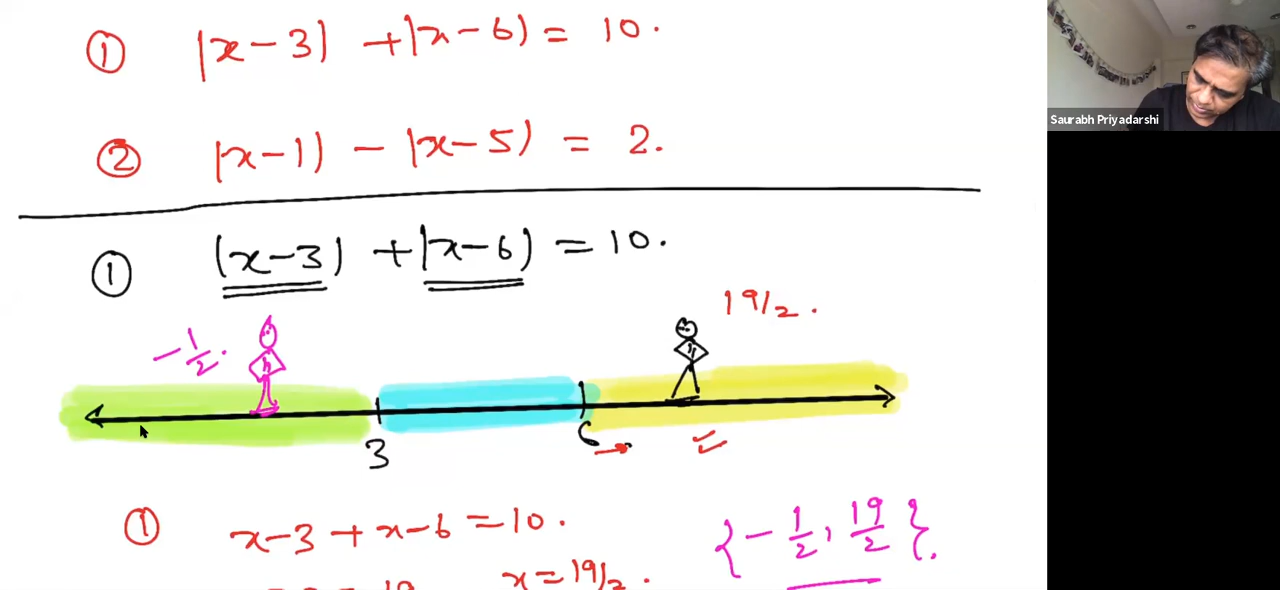 ① |x-3) +|x-6) = 10.
Saurabh Priyadarshi
② |x-1) - |x-5) = 2.
① (x-3) +|x-6) = 10.
-1/2. 19/2.
3 6
① x-3+x-6=10. {-1/2, 19/2}.
x=19/2.